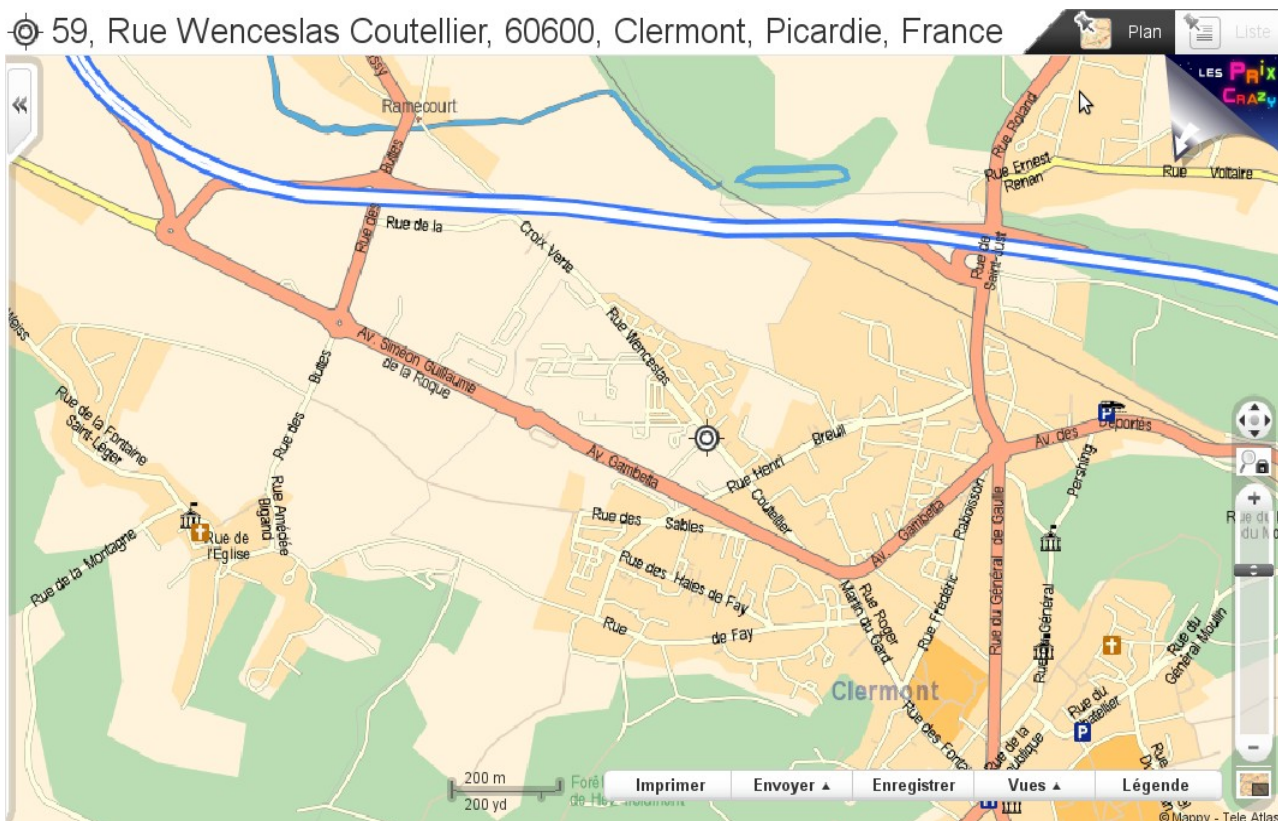 59, Rue Wenceslas Coutellier, 60600, Clermont, Picardie, France
Plan
Liste
LES PRiX
CRAZY
Ramecourt
Buttes
Rue des
Rue de la
Croix Verte
Rue Roland
Rue Ernest
Renan
Rue Voltaire
Rue de
Saint-Just
Av. Siméon Guillaume
de la Roque
Rue Wenceslas
Coutellier
Weiss
Rue de la Fontaine
Saint-Léger
Rue des Buttes
Rue Amédée
Bigand
Rue de
l'Eglise
Rue de la Montagne
Av. Gambetta
Rue Henri Breuil
Av. des Déportés
P
Pershing
Rue des Sables
Rue des Haies de Fay
Rue de Fay
Av. Gambetta
Rue Frédéric Raboisson
Rue du Général de Gaulle
Rue Roger
Martin du Gard
Clermont
Rue du
Général Moulin
Rue du
P
Rue de la
200 m
200 yd
Imprimer
Envoyer ▲
Enregistrer
Vues ▲
Légende
© Mappy - Tele Atlas